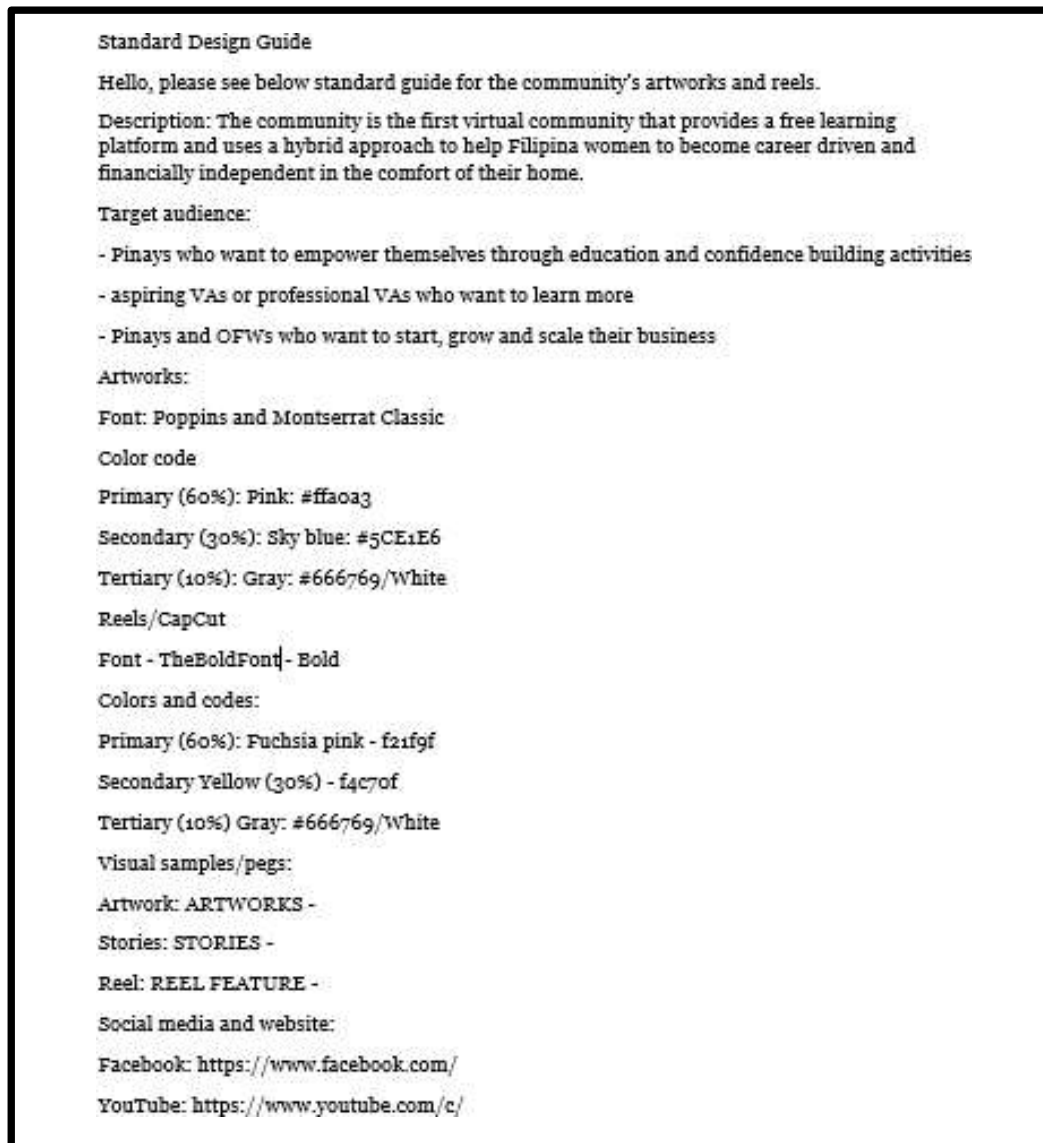 Standard Design Guide
Hello, please see below standard guide for the community's artworks and reels.
Description: The community is the first virtual community that provides a free learning
platform and uses a hybrid approach to help Filipina women to become career driven and
financially independent in the comfort of their home.
Target audience:
- Pinays who want to empower themselves through education and confidence building activities
- aspiring VAs or professional VAs who want to learn more
- Pinays and OFWs who want to start, grow and scale their business
Artworks:
Font: Poppins and Montserrat Classic
Color code
Primary (60%): Pink: #ffa0a3
Secondary (30%): Sky blue: #5CE1E6
Tertiary (10%): Gray: #666769/White
Reels/CapCut
Font - TheBoldFont - Bold
Colors and codes:
Primary (60%): Fuchsia pink - f21f9f
Secondary Yellow (30%) - f4c70f
Tertiary (10%) Gray: #666769/White
Visual samples/pegs:
Artwork: ARTWORKS -
Stories: STORIES -
Reel: REEL FEATURE -
Social media and website:
Facebook: https://www.facebook.com/
YouTube: https://www.youtube.com/c/